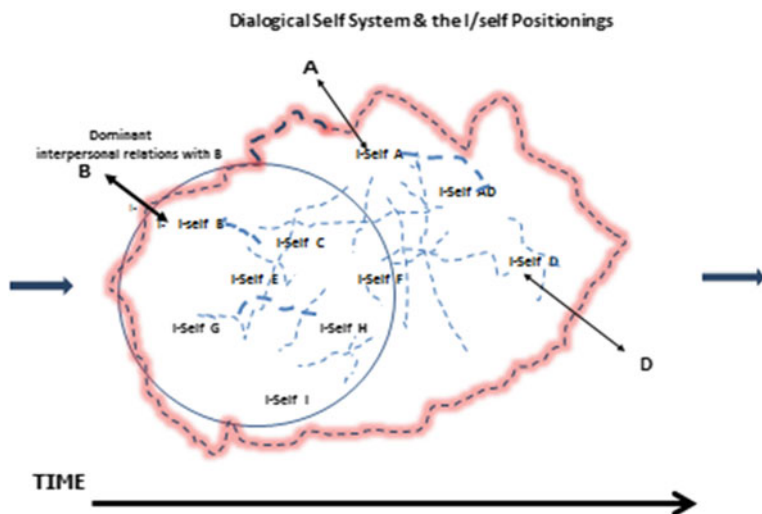 Dialogical Self System & the I/self Positionings
A
Dominant
interpersonal relations with B
B
I-Self A
I-Self AD
I-
I-
I-self B
I-Self C
I-Self E
I-Self F
I-Self D
I-Self G
I-Self H
D
I-Self I
TIME